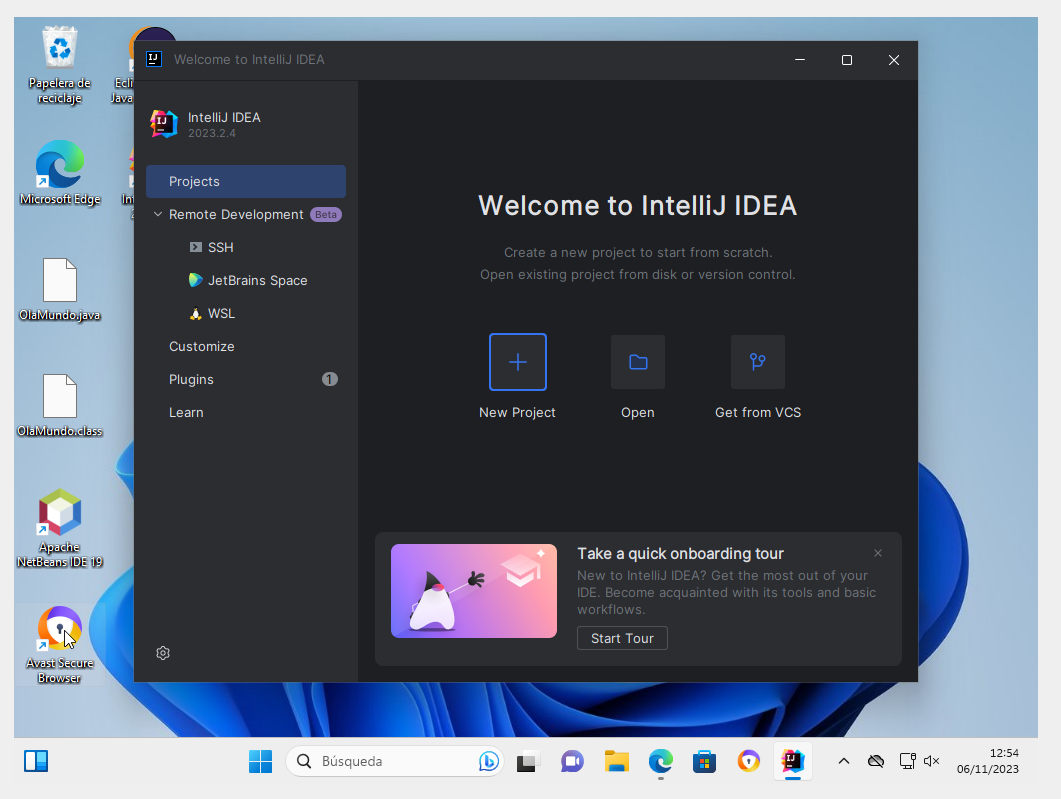 Papelera de
reciclaje
Microsoft Edge
OlaMundo.java
OlaMundo.class
Apache
NetBeans IDE 19
Avast Secure
Browser
Welcome to IntelliJ IDEA
IntelliJ IDEA
2023.2.4
Projects
Remote Development Beta
SSH
JetBrains Space
WSL
Customize
Plugins 1
Learn
Welcome to IntelliJ IDEA
Create a new project to start from scratch.
Open existing project from disk or version control.
New Project Open Get from VCS
Take a quick onboarding tour
New to IntelliJ IDEA? Get the most out of your
IDE. Become acquainted with its tools and basic
workflows.
Start Tour
Búsqueda
12:54
06/11/2023